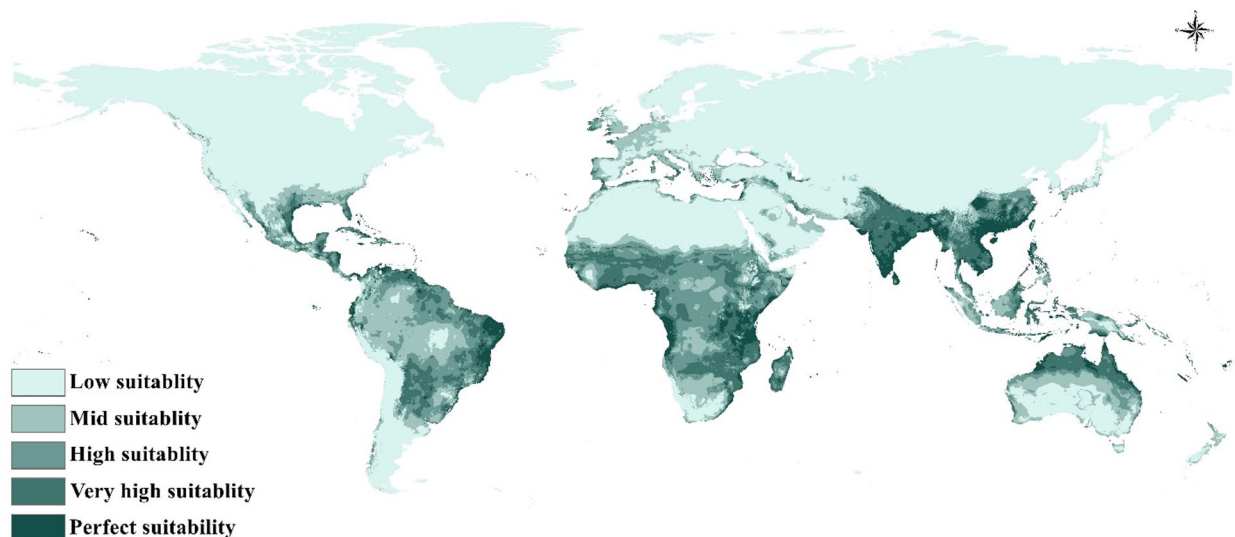 Low suitablity
Mid suitablity
High suitablity
Very high suitablity
Perfect suitability